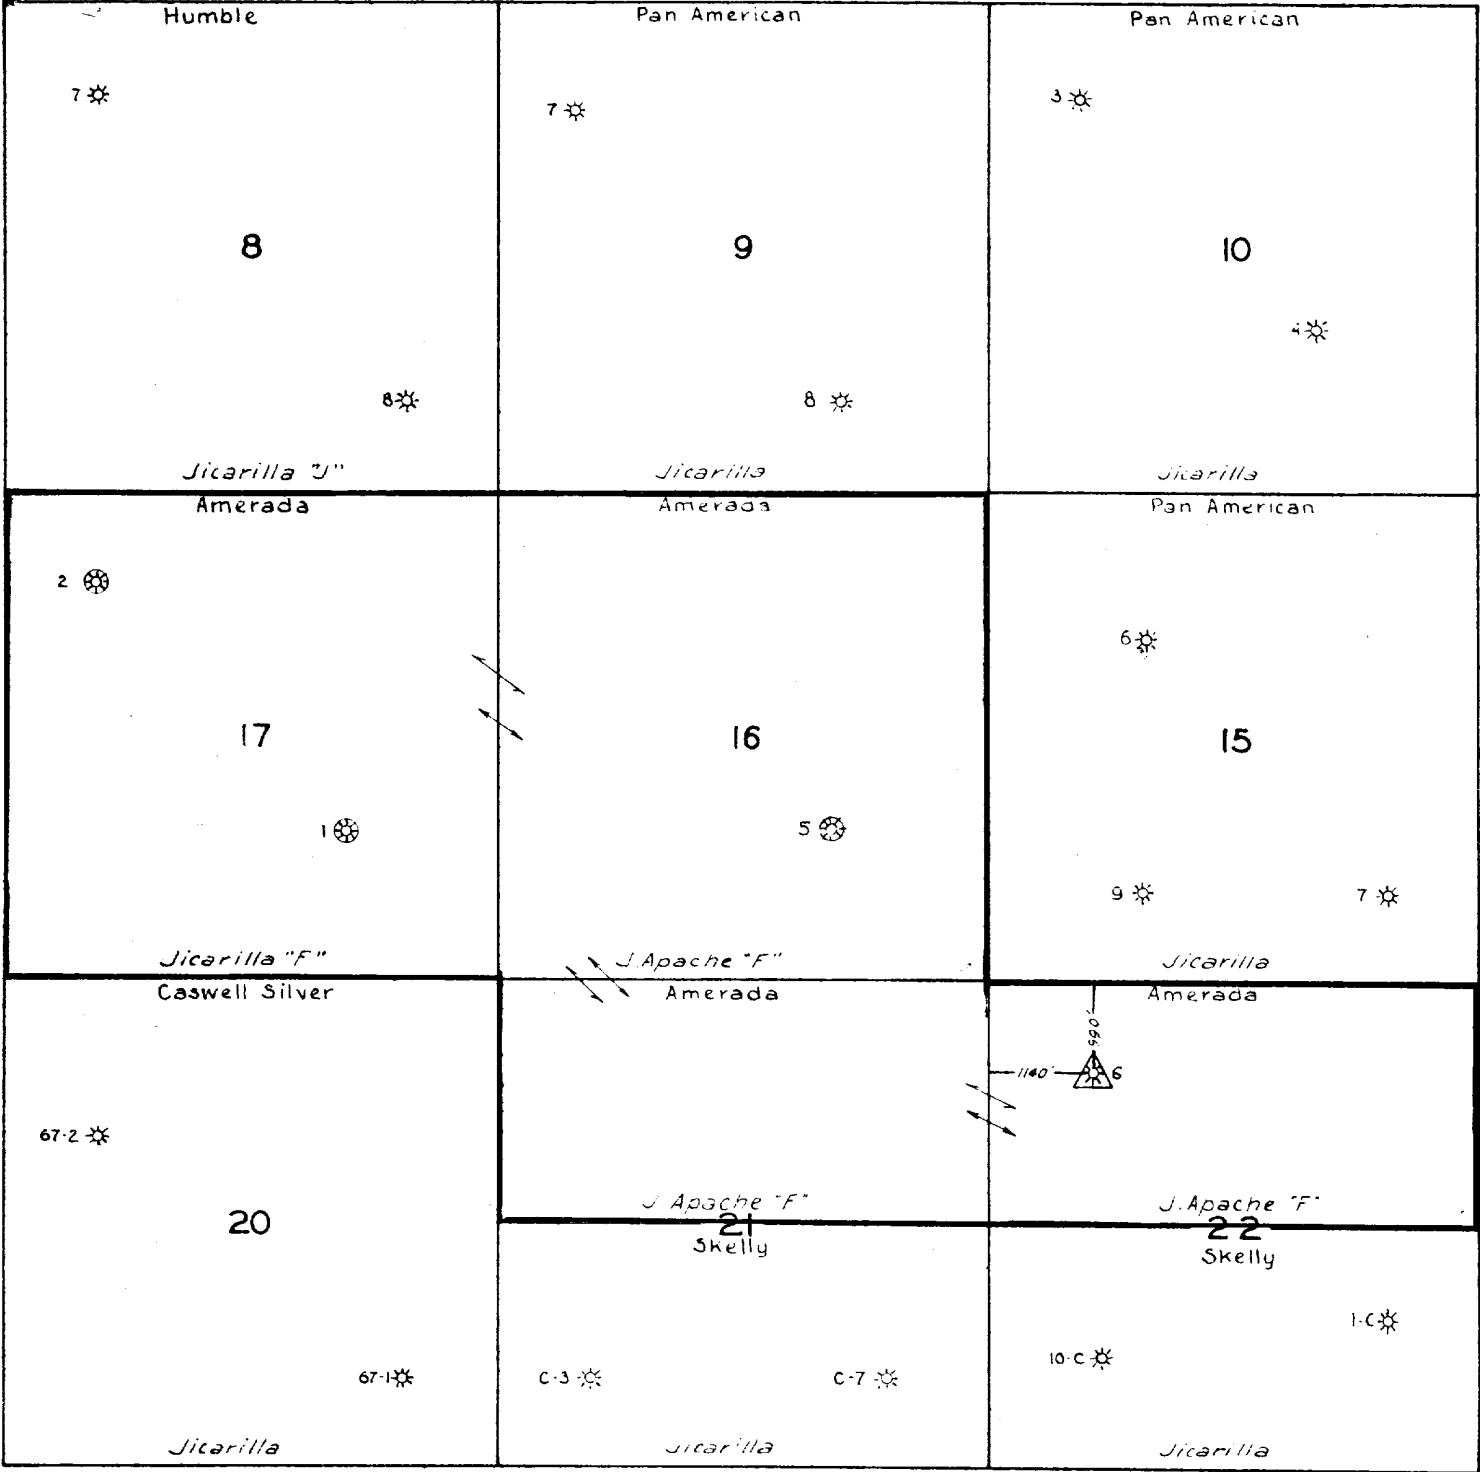 Humble
Pan American
Pan American
7
7
3
8
9
10
4
8
8
Jicarilla "J"
Jicarilla
Jicarilla
Amerada
Amerada
Pan American
2
6
17
16
15
1
5
9
7
Jicarilla "F"
J. Apache "F"
Jicarilla
Caswell Silver
Amerada
Amerada
990'
1140'
6
67-2
J. Apache "F"
J. Apache "F"
20
21
22
Skelly
Skelly
1-C
10-C
67-1
C-3
C-7
Jicarilla
Jicarilla
Jicarilla